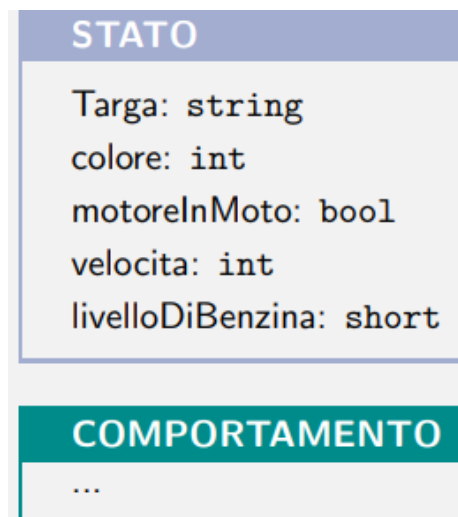 STATO
Targa: string
colore: int
motoreInMoto: bool
velocita: int
livelloDiBenzina: short
COMPORTAMENTO
...